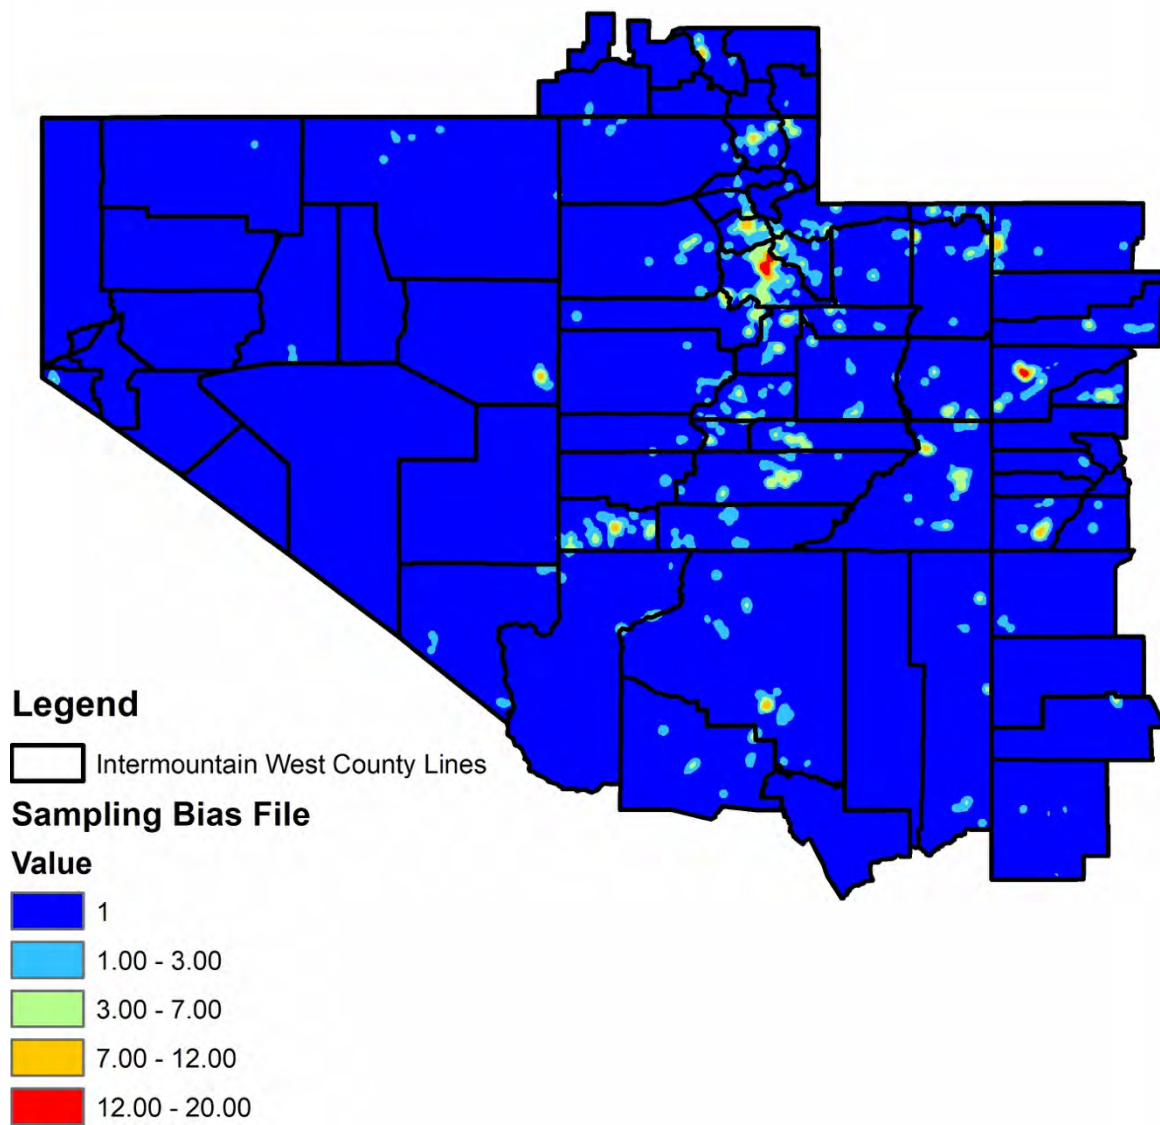 Legend
Intermountain West County Lines
Sampling Bias File
Value
1
1.00 - 3.00
3.00 - 7.00
7.00 - 12.00
12.00 - 20.00